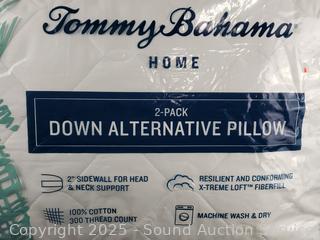 Tommy Bahama
HOME
2-PACK
DOWN ALTERNATIVE PILLOW
2" SIDEWALL FOR HEAD
& NECK SUPPORT
RESILIENT AND CONFORMING
X-TREME LOFT™ FIBERFILL
100% COTTON
300 THREAD COUNT
MACHINE WASH & DRY
Copyright 2025 - Sound Auction Service